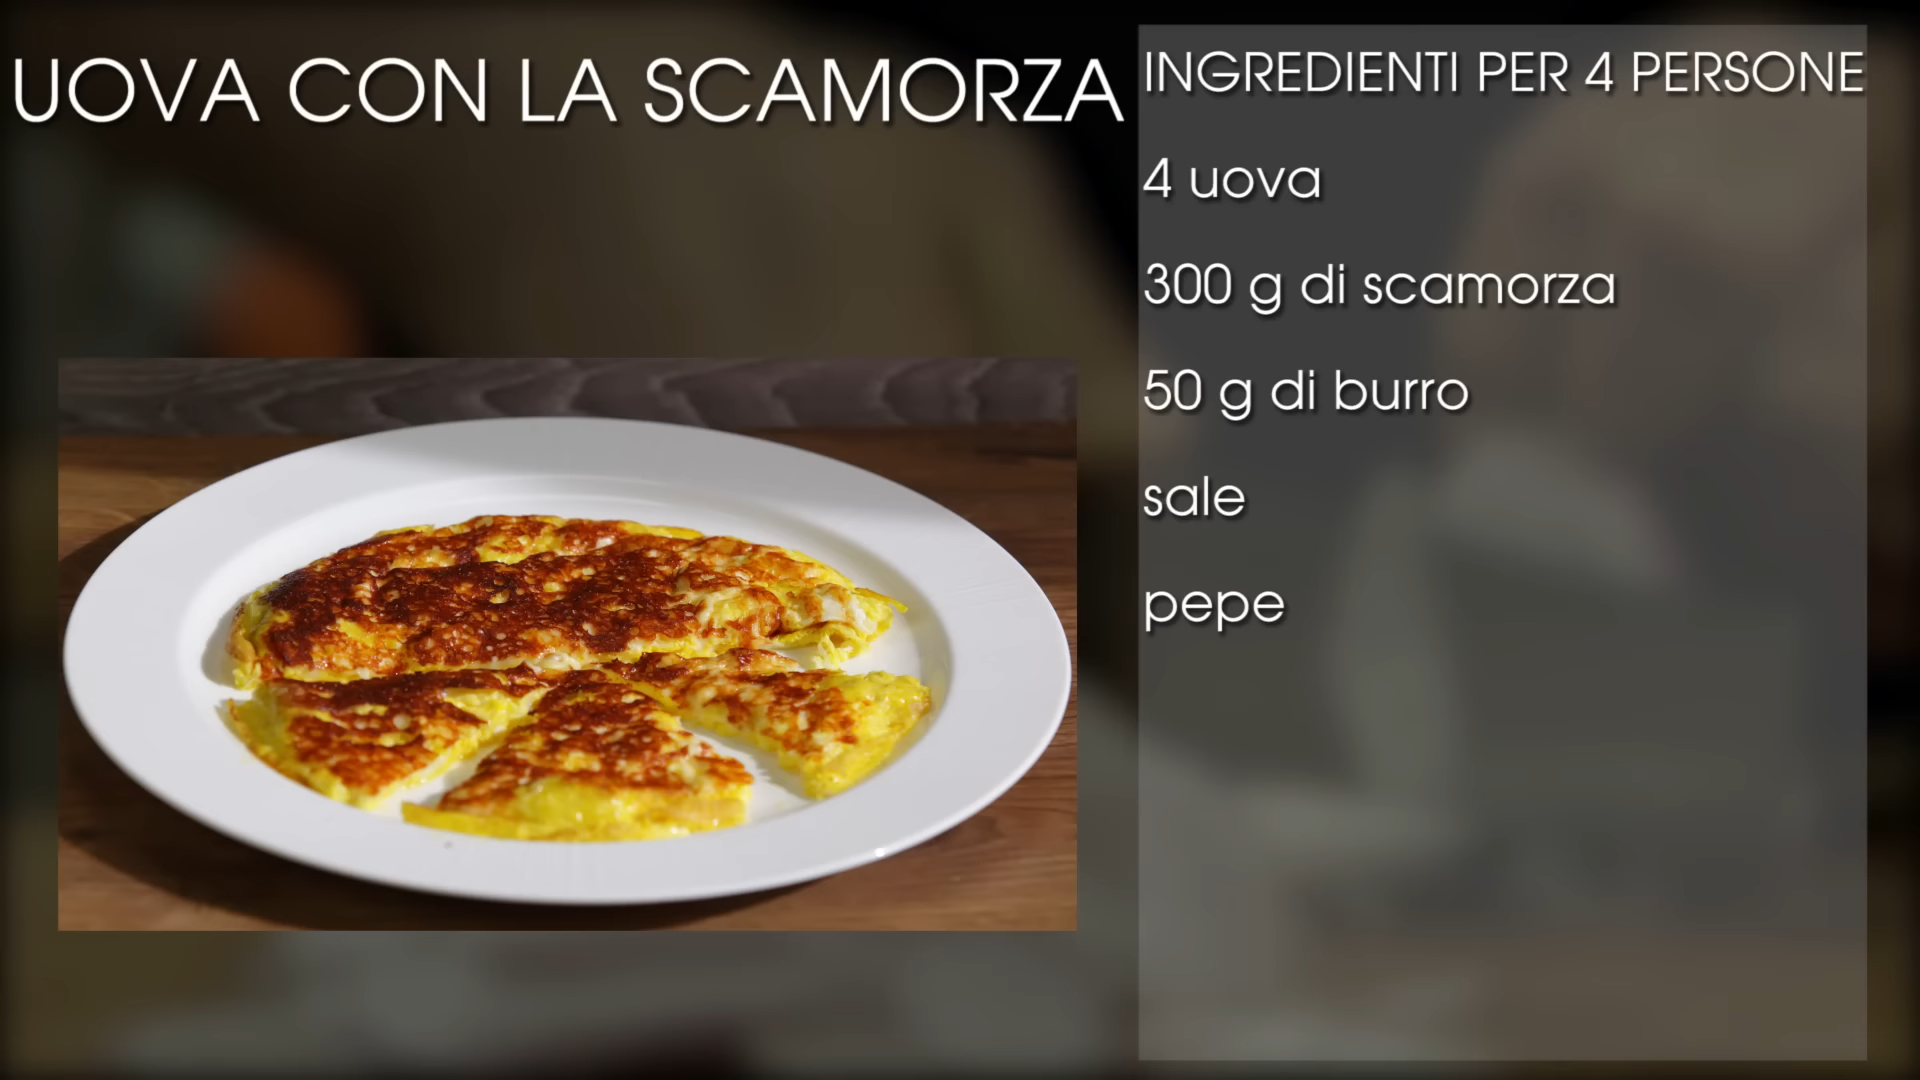 UOVA CON LA SCAMORZA
INGREDIENTI PER 4 PERSONE
4 uova
300 g di scamorza
50 g di burro
sale
pepe